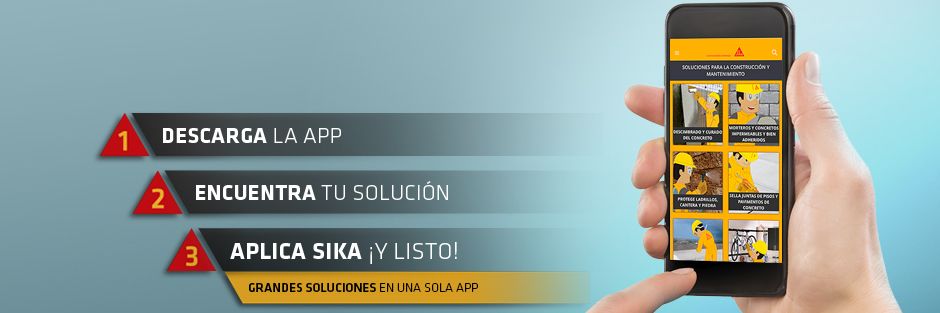 1 DESCARGA LA APP
2 ENCUENTRA TU SOLUCIÓN
3 APLICA SIKA ¡Y LISTO!
GRANDES SOLUCIONES EN UNA SOLA APP
SOLUCIONES PARA LA CONSTRUCCIÓN Y
MANTENIMIENTO
DESCIMBRADO Y CURADO
DEL CONCRETO
MORTEROS Y CONCRETOS
IMPERMEABLES Y BIEN
ADHERIDOS
PROTEGE LADRILLOS,
CANTERA Y PIEDRA
SELLA JUNTAS DE PISOS Y
PAVIMENTOS DE
CONCRETO